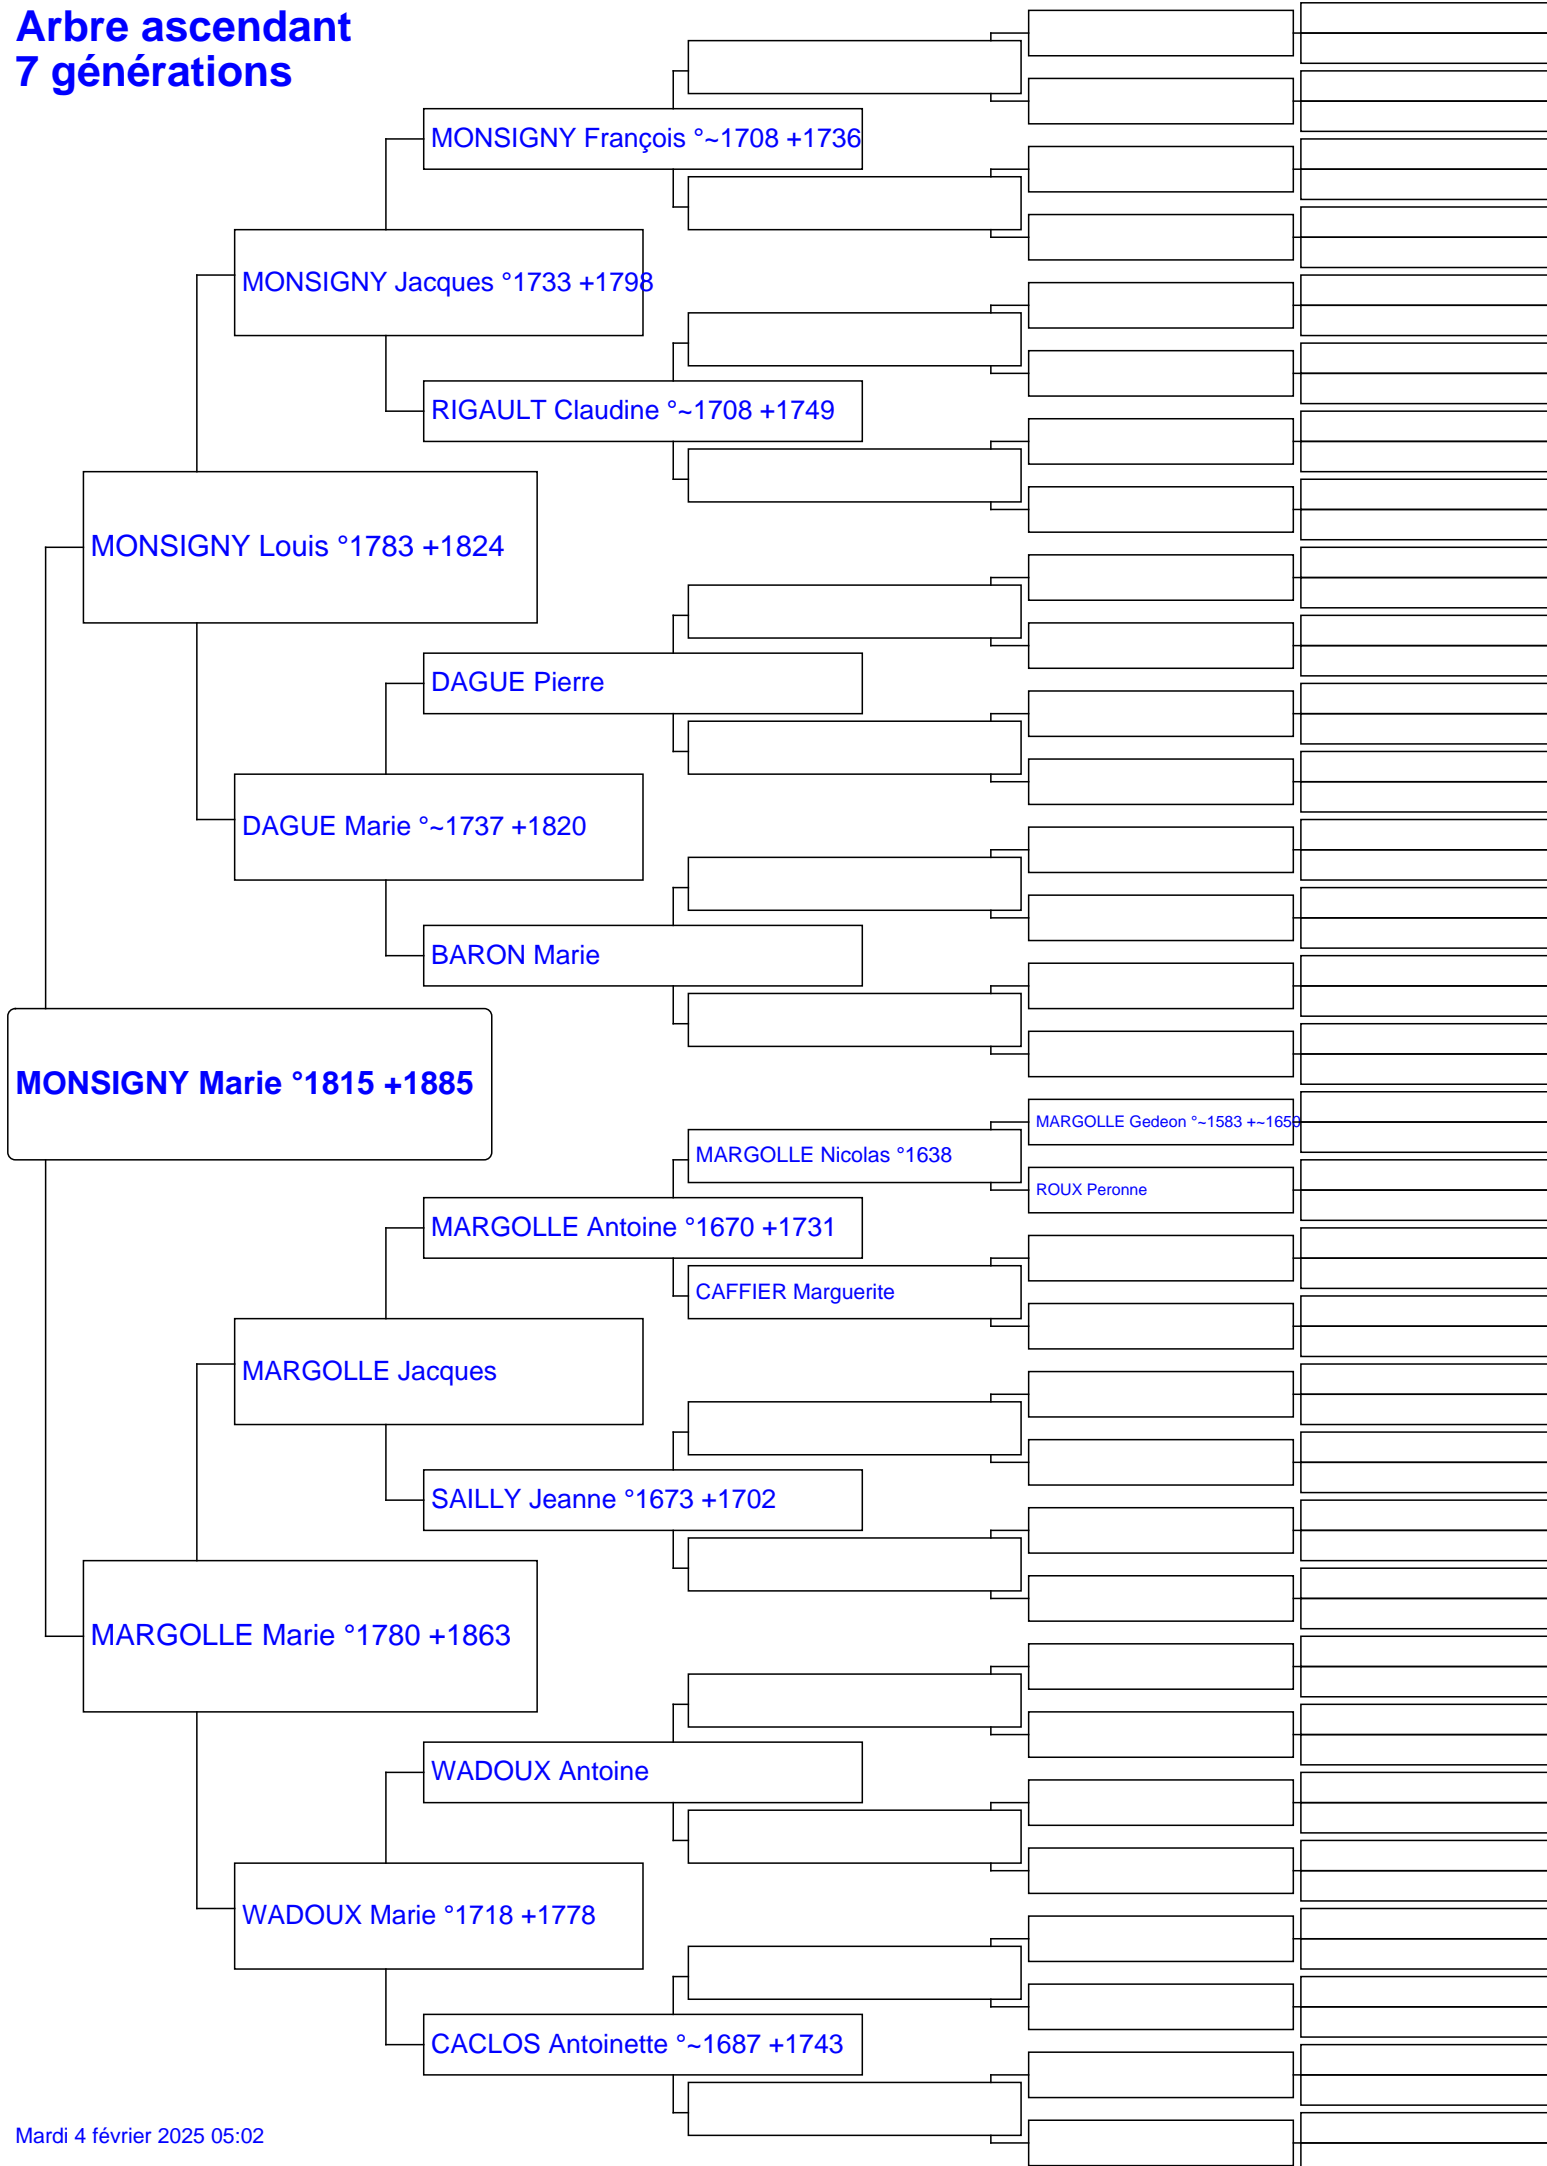 Arbre ascendant
7 générations
MONSIGNY François °~1708 +1736
MONSIGNY Jacques °1733 +1798
RIGAULT Claudine °~1708 +1749
MONSIGNY Louis °1783 +1824
DAGUE Pierre
DAGUE Marie °~1737 +1820
BARON Marie
MONSIGNY Marie °1815 +1885
MARGOLLE Gedeon °~1583 +~1650
MARGOLLE Nicolas °1638
ROUX Peronne
MARGOLLE Antoine °1670 +1731
CAFFIER Marguerite
MARGOLLE Jacques
SAILLY Jeanne °1673 +1702
MARGOLLE Marie °1780 +1863
WADOUX Antoine
WADOUX Marie °1718 +1778
CACLOS Antoinette °~1687 +1743
Mardi 4 février 2025 05:02